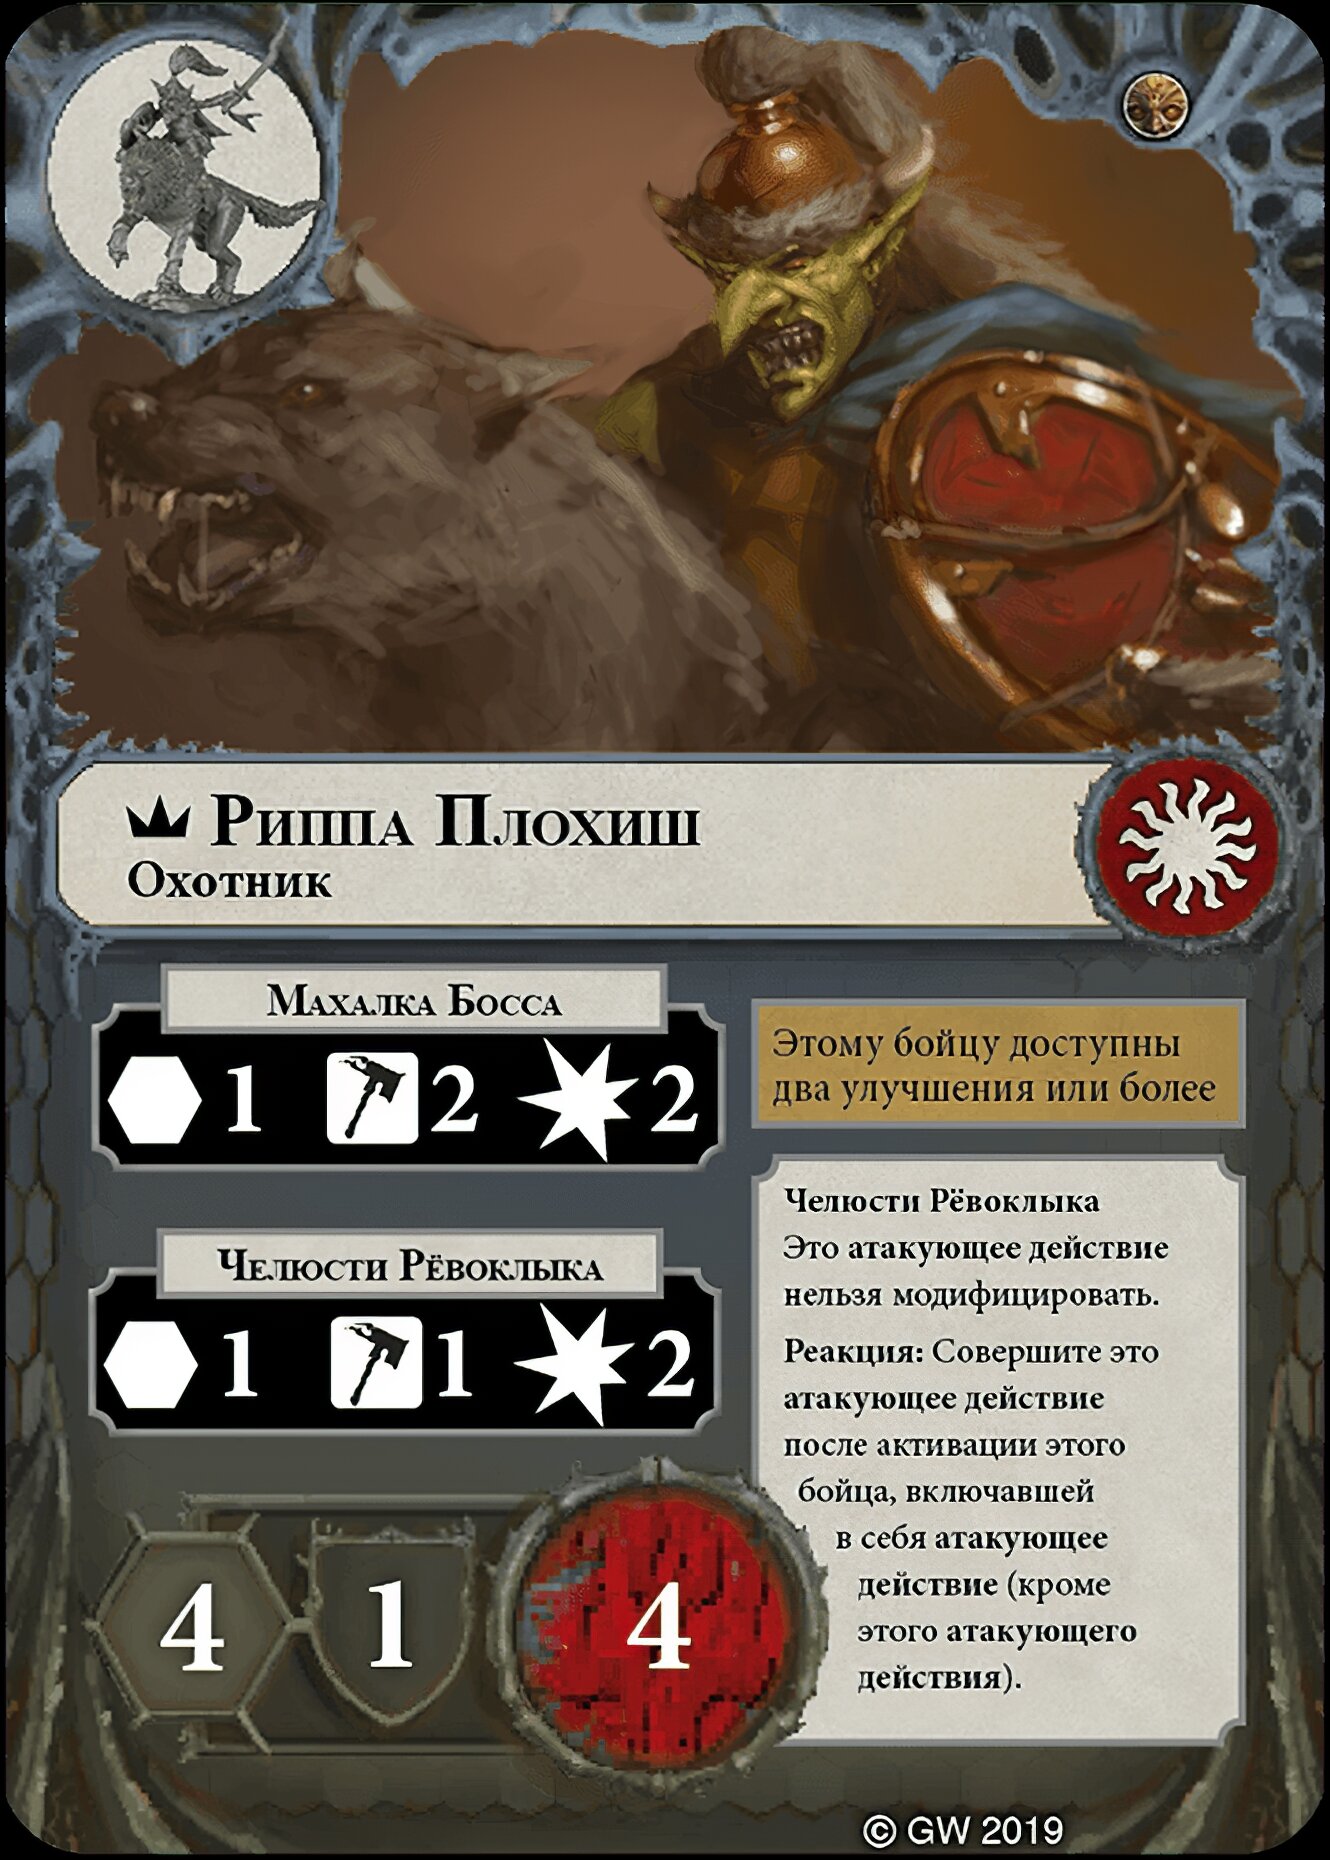 Риппа Плохиш
Охотник
Махалка Босса
1 2 2
Этому бойцу доступны
два улучшения или более
Челюсти Рёвоклыка
1 1 2
Челюсти Рёвоклыка
Это атакующее действие
нельзя модифицировать.
Реакция: Совершите это
атакующее действие
после активации этого
бойца, включавшей
в себя атакующее
действие (кроме
этого атакующего
действия).
4 1 4
© GW 2019